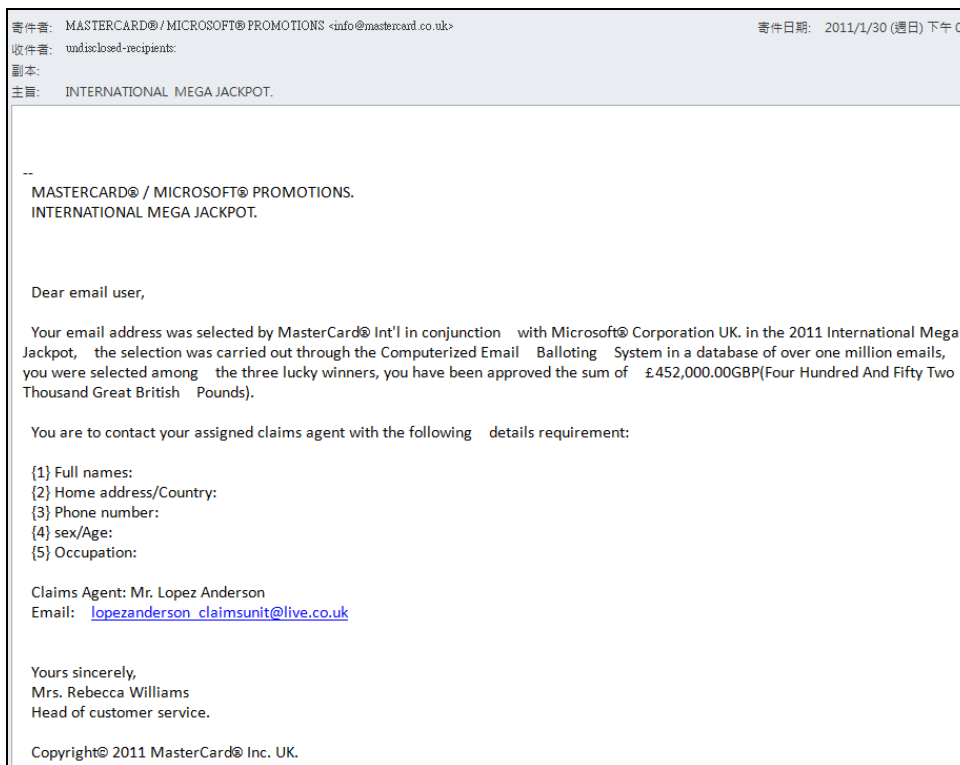 寄件者: MASTERCARD® / MICROSOFT® PROMOTIONS <info@mastercard.co.uk> 寄件日期: 2011/1/30 (週日) 下午 0
收件者: undisclosed-recipients:
副本:
主旨: INTERNATIONAL MEGA JACKPOT.
--
MASTERCARD® / MICROSOFT® PROMOTIONS.
INTERNATIONAL MEGA JACKPOT.
Dear email user,
Your email address was selected by MasterCard® Int'l in conjunction with Microsoft® Corporation UK. in the 2011 International Mega
Jackpot, the selection was carried out through the Computerized Email Balloting System in a database of over one million emails,
you were selected among the three lucky winners, you have been approved the sum of £452,000.00GBP(Four Hundred And Fifty Two
Thousand Great British Pounds).
You are to contact your assigned claims agent with the following details requirement:
{1} Full names:
{2} Home address/Country:
{3} Phone number:
{4} sex/Age:
{5} Occupation:
Claims Agent: Mr. Lopez Anderson
Email: lopezanderson_claimsunit@live.co.uk
Yours sincerely,
Mrs. Rebecca Williams
Head of customer service.
Copyright© 2011 MasterCard® Inc. UK.